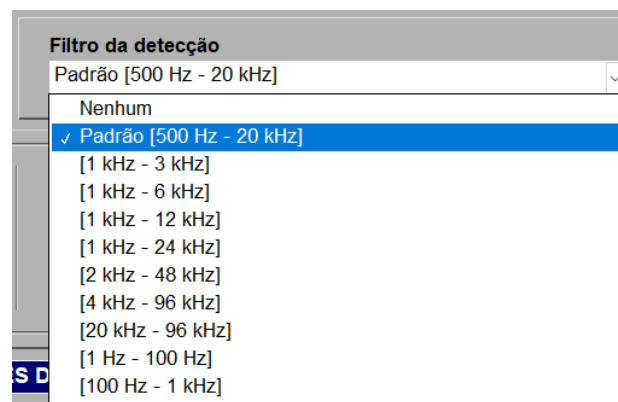 Filtro da detecção
Padrão [500 Hz - 20 kHz]
Nenhum
✓ Padrão [500 Hz - 20 kHz]
[1 kHz - 3 kHz]
[1 kHz - 6 kHz]
[1 kHz - 12 kHz]
[1 kHz - 24 kHz]
[2 kHz - 48 kHz]
[4 kHz - 96 kHz]
[20 kHz - 96 kHz]
[1 Hz - 100 Hz]
[100 Hz - 1 kHz]